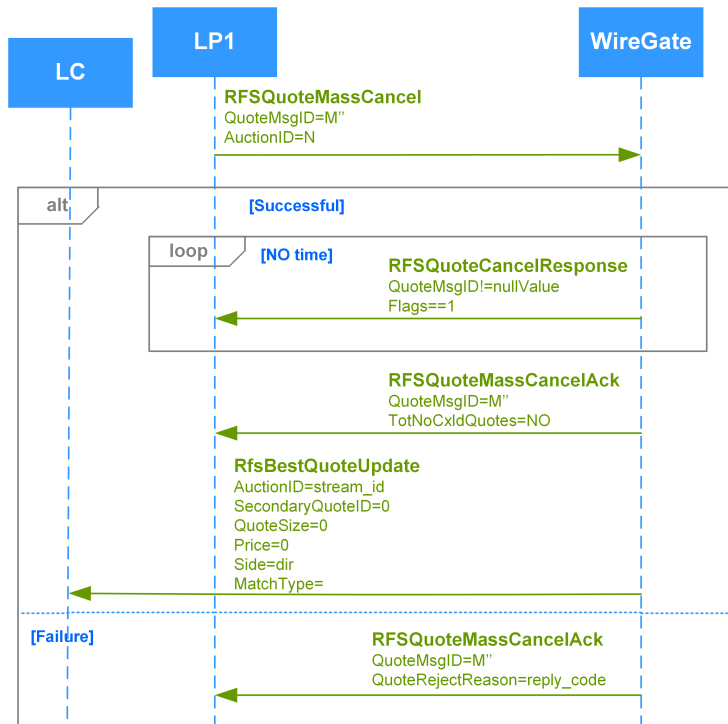 LC
LP1
WireGate
RFSQuoteMassCancel
QuoteMsgID=M”
AuctionID=N
alt
[Successful]
loop
[NO time]
RFSQuoteCancelResponse
QuoteMsgID!=nullValue
Flags==1
RFSQuoteMassCancelAck
QuoteMsgID=M”
TotNoCxldQuotes=NO
RfsBestQuoteUpdate
AuctionID=stream_id
SecondaryQuoteID=0
QuoteSize=0
Price=0
Side=dir
MatchType=
[Failure]
RFSQuoteMassCancelAck
QuoteMsgID=M”
QuoteRejectReason=reply_code